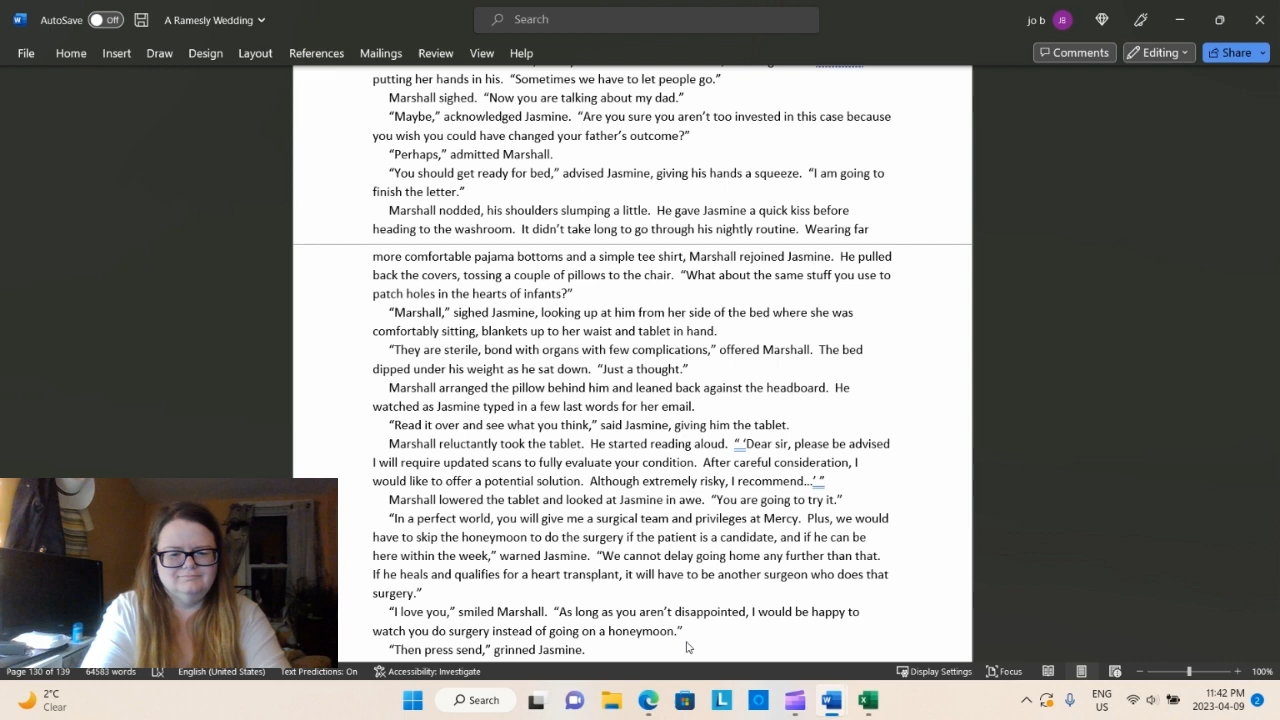 AutoSave Off A Ramesly Wedding Search jo b JB
File Home Insert Draw Design Layout References Mailings Review View Help Comments Editing Share
putting her hands in his.  “Sometimes we have to let people go.”
Marshall sighed.  “Now you are talking about my dad.”
“Maybe,” acknowledged Jasmine.  “Are you sure you aren’t too invested in this case because
you wish you could have changed your father’s outcome?”
“Perhaps,” admitted Marshall.
“You should get ready for bed,” advised Jasmine, giving his hands a squeeze.  “I am going to
finish the letter.”
Marshall nodded, his shoulders slumping a little.  He gave Jasmine a quick kiss before
heading to the washroom.  It didn’t take long to go through his nightly routine.  Wearing far
more comfortable pajama bottoms and a simple tee shirt, Marshall rejoined Jasmine.  He pulled
back the covers, tossing a couple of pillows to the chair.  “What about the same stuff you use to
patch holes in the hearts of infants?”
“Marshall,” sighed Jasmine, looking up at him from her side of the bed where she was
comfortably sitting, blankets up to her waist and tablet in hand.
“They are sterile, bond with organs with few complications,” offered Marshall.  The bed
dipped under his weight as he sat down.  “Just a thought.”
Marshall arranged the pillow behind him and leaned back against the headboard.  He
watched as Jasmine typed in a few last words for her email.
“Read it over and see what you think,” said Jasmine, giving him the tablet.
Marshall reluctantly took the tablet.  He started reading aloud.  “ ‘Dear sir, please be advised
I will require updated scans to fully evaluate your condition.  After careful consideration, I
would like to offer a potential solution.  Although extremely risky, I recommend...’ ”
Marshall lowered the tablet and looked at Jasmine in awe.  “You are going to try it.”
“In a perfect world, you will give me a surgical team and privileges at Mercy.  Plus, we would
have to skip the honeymoon to do the surgery if the patient is a candidate, and if he can be
here within the week,” warned Jasmine.  “We cannot delay going home any further than that.
If he heals and qualifies for a heart transplant, it will have to be another surgeon who does that
surgery.”
“I love you,” smiled Marshall.  “As long as you aren’t disappointed, I would be happy to
watch you do surgery instead of going on a honeymoon.”
“Then press send,” grinned Jasmine.
Page 130 of 139 64583 words English (United States) Text Predictions: On Accessibility: Investigate Display Settings Focus 100%
2°C Search ENG 11:42 PM
Clear US 2023-04-09 2